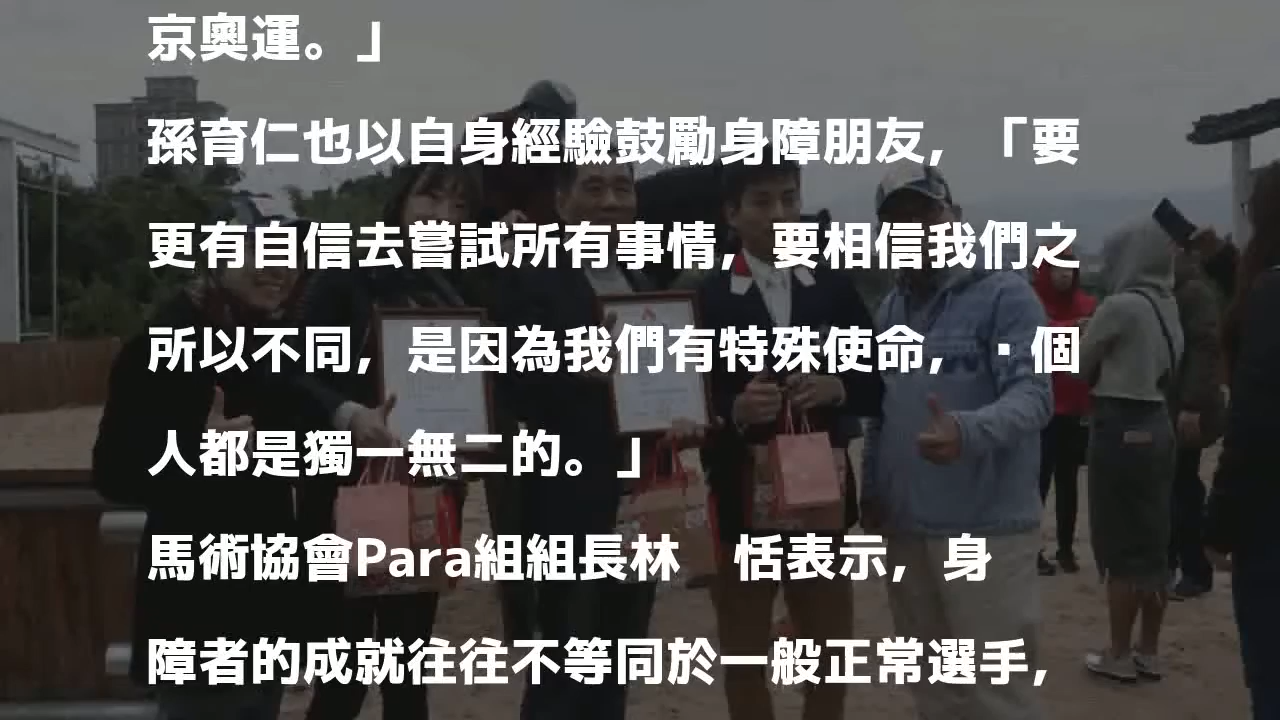 京奧運。」
孫育仁也以自身經驗鼓勵身障朋友，「要
更有自信去嘗試所有事情，要相信我們之
所以不同，是因為我們有特殊使命，▪個
人都是獨一無二的。」
馬術協會Para組組長林　恬表示，身
障者的成就往往不等同於一般正常選手，